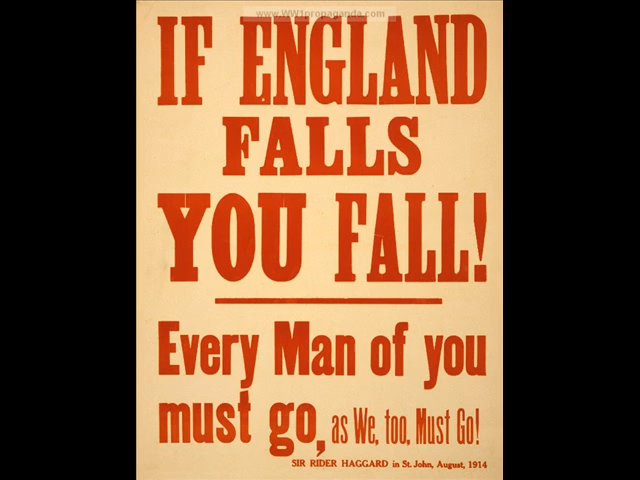 www.WW1propaganda.com
IF ENGLAND
FALLS
YOU FALL!
Every Man of you
must go, as We, too, Must Go!
SIR RIDER HAGGARD in St. John, August, 1914